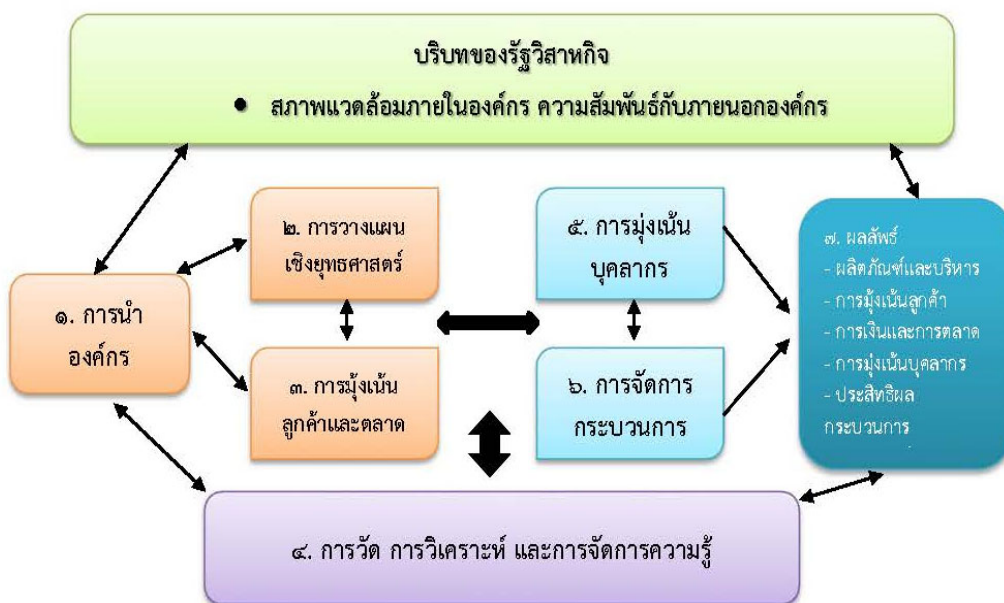 บริบทของรัฐวิสาหกิจ
• สภาพแวดล้อมภายในองค์กร ความสัมพันธ์กับภายนอกองค์กร
๑. การนำ
องค์กร
๒. การวางแผน
เชิงยุทธศาสตร์
๓. การมุ้งเน้น
ลูกค้าและตลาด
๕. การมุ่งเน้น
บุคลากร
๖. การจัดการ
กระบวนการ
๗. ผลลัพธ์
- ผลิตภัณฑ์และบริหาร
- การมุ้งเน้นลูกค้า
- การเงินและการตลาด
- การมุ่งเน้นบุคลากร
- ประสิทธิผล
กระบวนการ
๔. การวัด การวิเคราะห์ และการจัดการความรู้